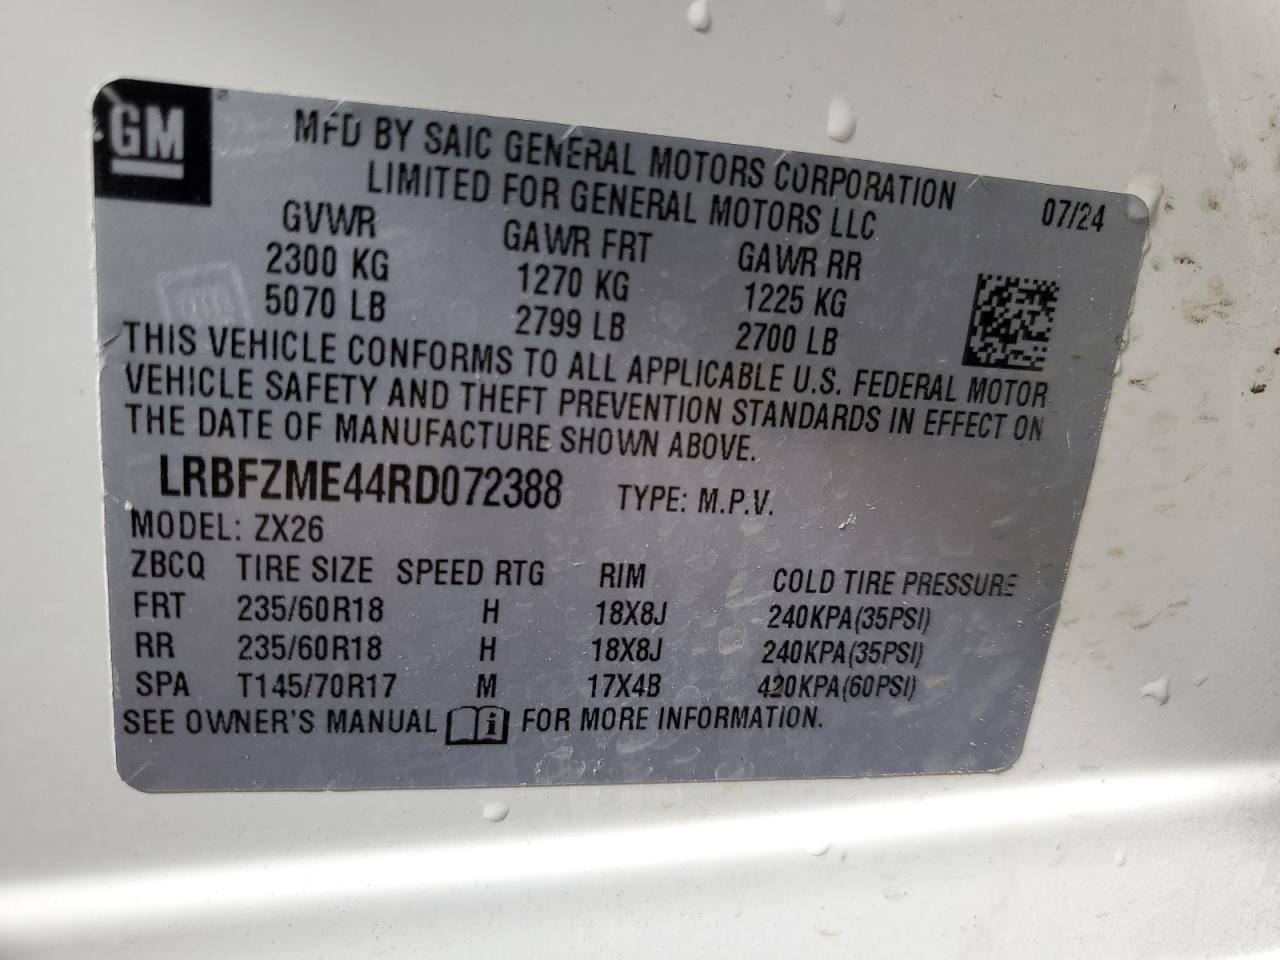 GM
MFD BY SAIC GENERAL MOTORS CORPORATION
LIMITED FOR GENERAL MOTORS LLC
07/24
GVWR GAWR FRT GAWR RR
2300 KG 1270 KG 1225 KG
5070 LB 2799 LB 2700 LB
THIS VEHICLE CONFORMS TO ALL APPLICABLE U.S. FEDERAL MOTOR
VEHICLE SAFETY AND THEFT PREVENTION STANDARDS IN EFFECT ON
THE DATE OF MANUFACTURE SHOWN ABOVE.
LRBFZME44RD072388 TYPE: M.P.V.
MODEL: ZX26
ZBCQ TIRE SIZE SPEED RTG RIM COLD TIRE PRESSURE
FRT 235/60R18 H 18X8J 240KPA(35PSI)
RR 235/60R18 H 18X8J 240KPA(35PSI)
SPA T145/70R17 M 17X4B 420KPA(60PSI)
SEE OWNER'S MANUAL i FOR MORE INFORMATION.